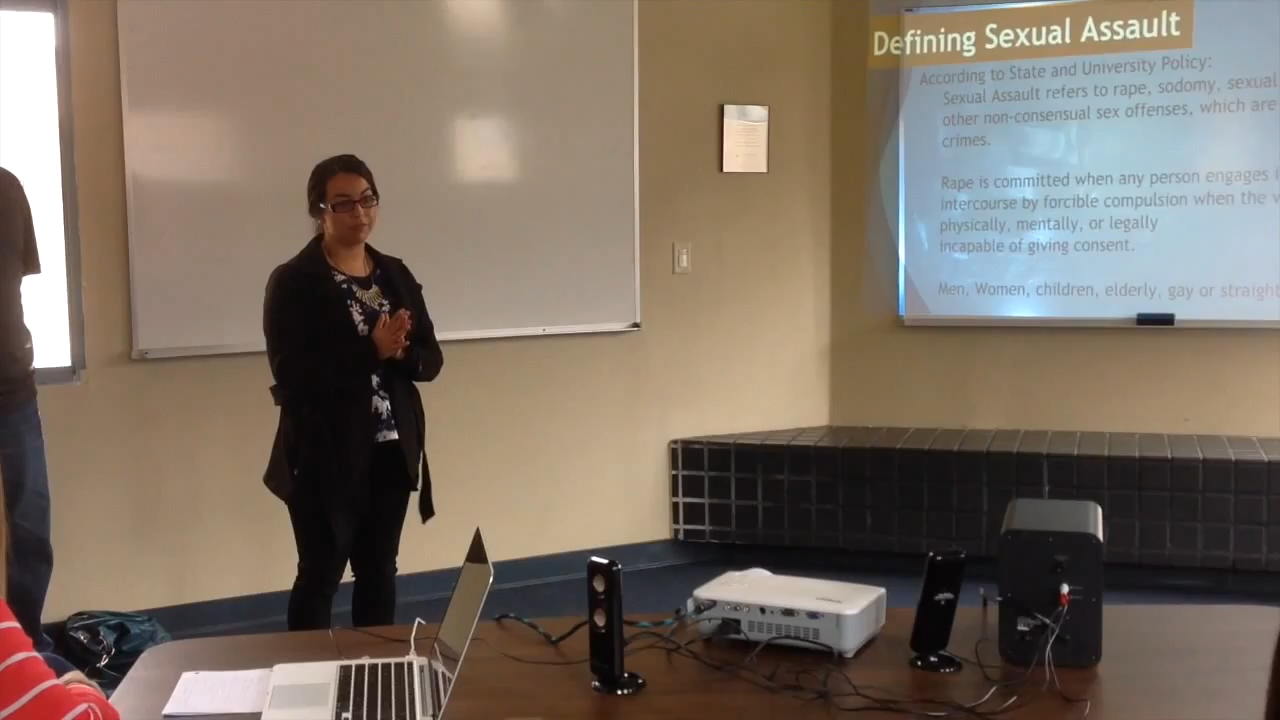 Defining Sexual Assault
According to State and University Policy:
Sexual Assault refers to rape, sodomy, sexual
other non-consensual sex offenses, which are
crimes.
Rape is committed when any person engages
intercourse by forcible compulsion when the
physically, mentally, or legally
incapable of giving consent.
Men, Women, children, elderly, gay or straight